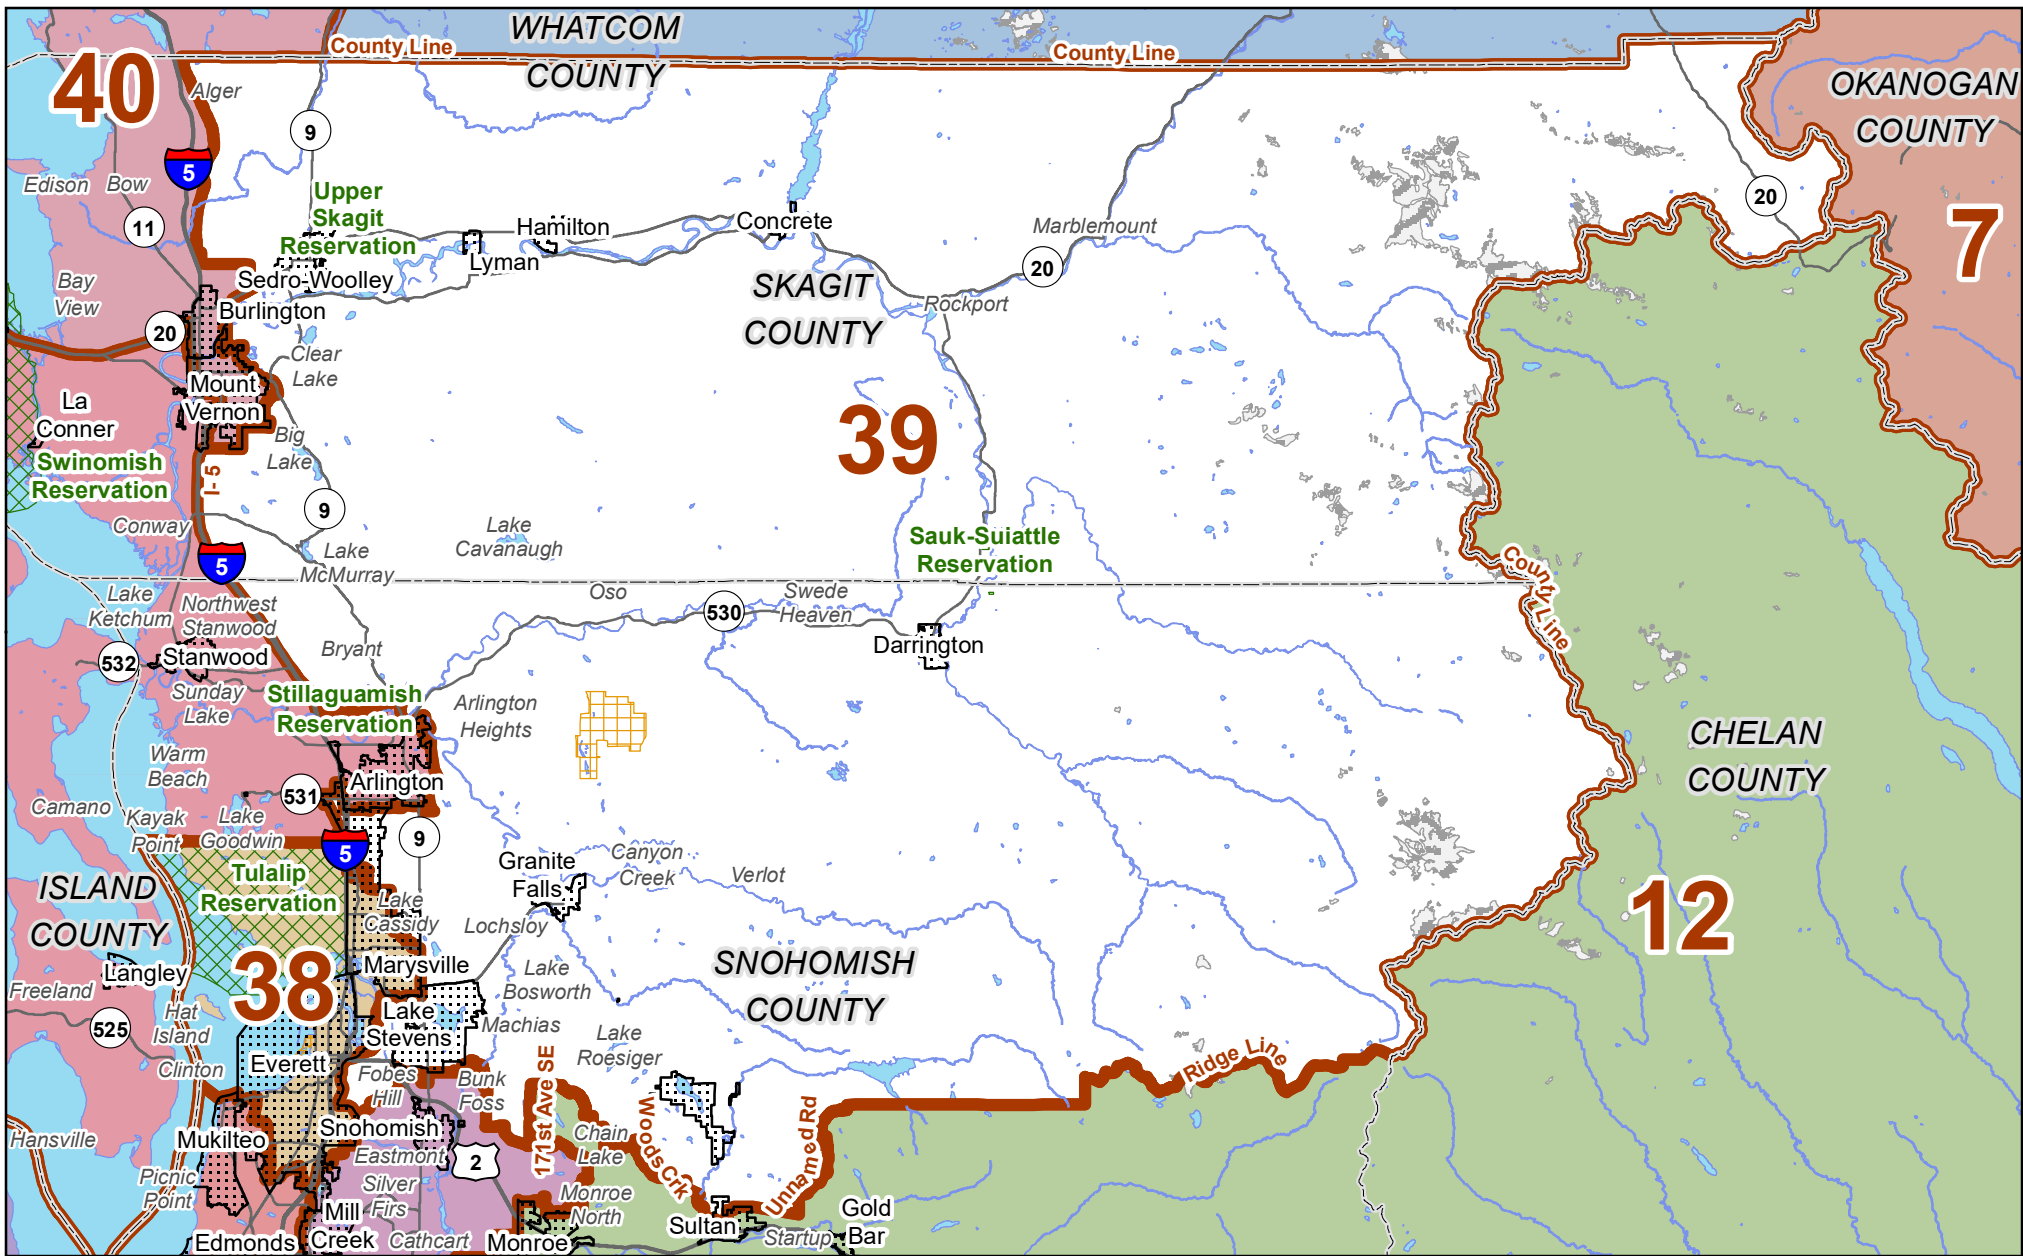 WHATCOM
COUNTY
County Line
County Line
40
Alger
OKANOGAN
COUNTY
9
5
Edison
Bow
Upper
Skagit
Reservation
20
11
Hamilton
Concrete
Marblemount
7
Lyman
20
Bay
View
Sedro-Woolley
SKAGIT
COUNTY
Burlington
Rockport
20
Clear
Lake
Mount
Vernon
La
Conner
39
Big
Lake
Swinomish
Reservation
I-5
9
Conway
Lake
Cavanaugh
Sauk-Suiattle
Reservation
5
Lake
McMurray
County Line
Lake
Ketchum
Northwest
Stanwood
Oso
530
Swede
Heaven
Darrington
532
Stanwood
Bryant
Sunday
Lake
Stillaguamish
Reservation
Arlington
Heights
Warm
Beach
CHELAN
COUNTY
531
Arlington
Camano
Kayak
Point
Lake
Goodwin
5
9
Granite
Falls
Canyon
Creek
Verlot
ISLAND
COUNTY
Tulalip
Reservation
Lake
Cassidy
Lochsloy
12
Langley
38
Marysville
SNOHOMISH
COUNTY
Freeland
Hat
Island
Lake
Bosworth
525
Lake
Stevens
Machias
Lake
Roesiger
Everett
Clinton
Fobes
Hill
Bunk
Foss
171st Ave SE
Ridge Line
Woods Crk
Unnamed Rd
Hansville
Mukilteo
Snohomish
Chain
Lake
Eastmont
2
Picnic
Point
Silver
Firs
Monroe
North
Mill
Creek
Sultan
Gold
Bar
Startup
Edmonds
Cathcart
Monroe